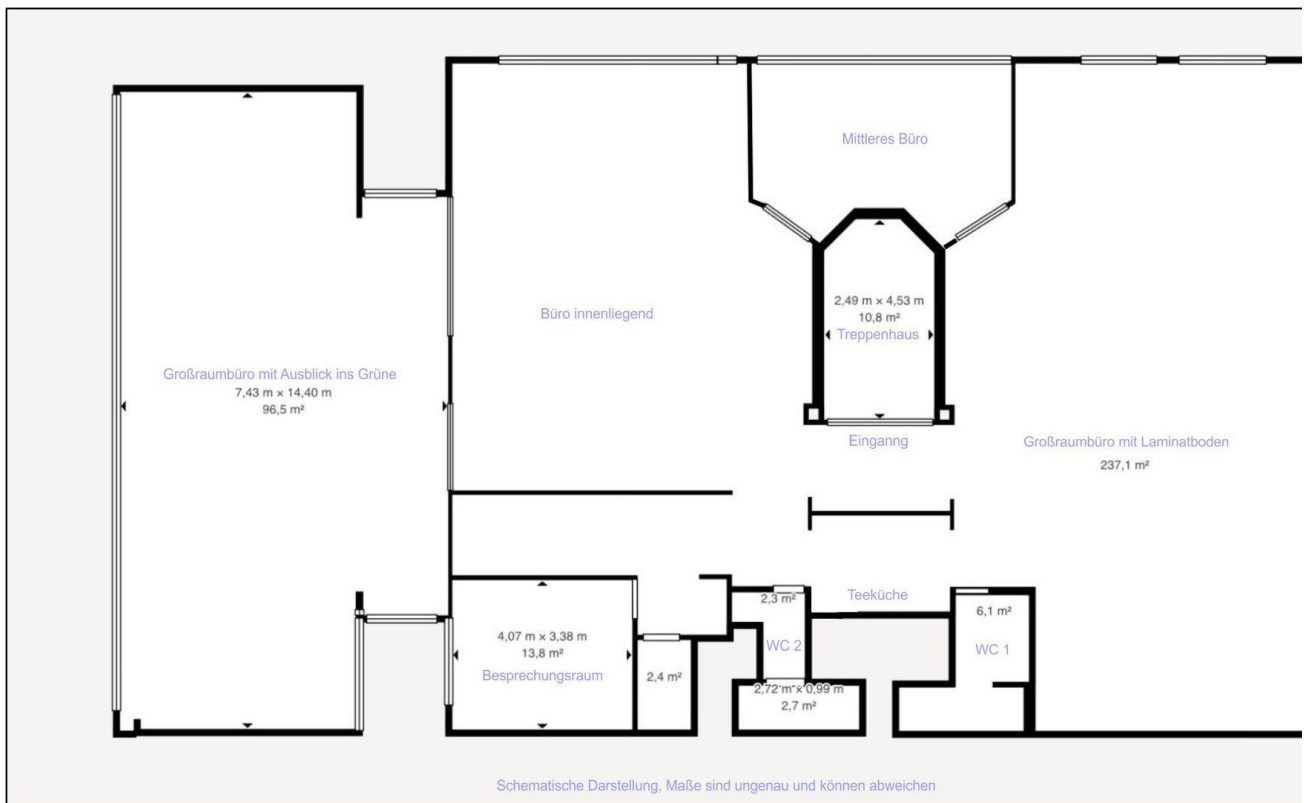 Mittleres Büro
2,49 m × 4,53 m
10,8 m²
Treppenhaus
Büro innenliegend
Großraumbüro mit Ausblick ins Grüne
7,43 m × 14,40 m
96,5 m²
Einganng
Großraumbüro mit Laminatboden
237,1 m²
2,3 m²
Teeküche
6,1 m²
4,07 m × 3,38 m
13,8 m²
Besprechungsraum
2,4 m²
WC 2
WC 1
2,72 m × 0,99 m
2,7 m²
Schematische Darstellung, Maße sind ungenau und können abweichen